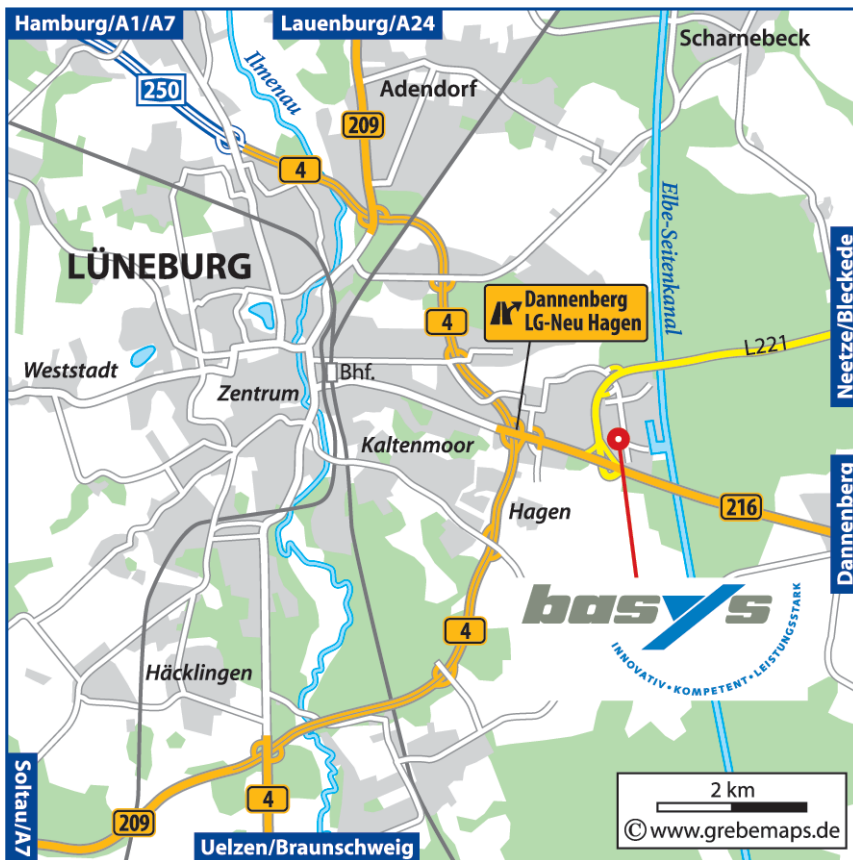 Hamburg/A1/A7
Lauenburg/A24
Scharnebeck
Ilmenau
250
Adendorf
209
4
Elbe-Seitenkanal
LÜNEBURG
Neetze/Bleckede
Dannenberg
LG-Neu Hagen
4
L221
Weststadt
Bhf.
Zentrum
Kaltenmoor
Hagen
216
Dannenberg
basys
INNOVATIV•KOMPETENT•LEISTUNGSSTARK
4
Häcklingen
Soltau/A7
4
209
2 km
© www.grebemaps.de
Uelzen/Braunschweig